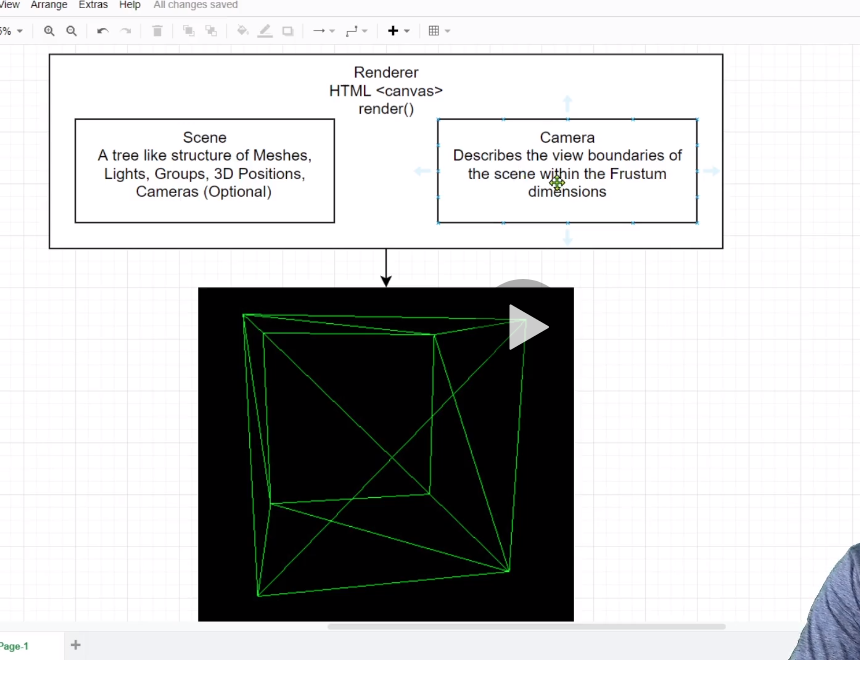 View Arrange Extras Help All changes saved
5%
Renderer
HTML <canvas>
render()
Scene
A tree like structure of Meshes,
Lights, Groups, 3D Positions,
Cameras (Optional)
Camera
Describes the view boundaries of
the scene within the Frustum
dimensions
Page-1